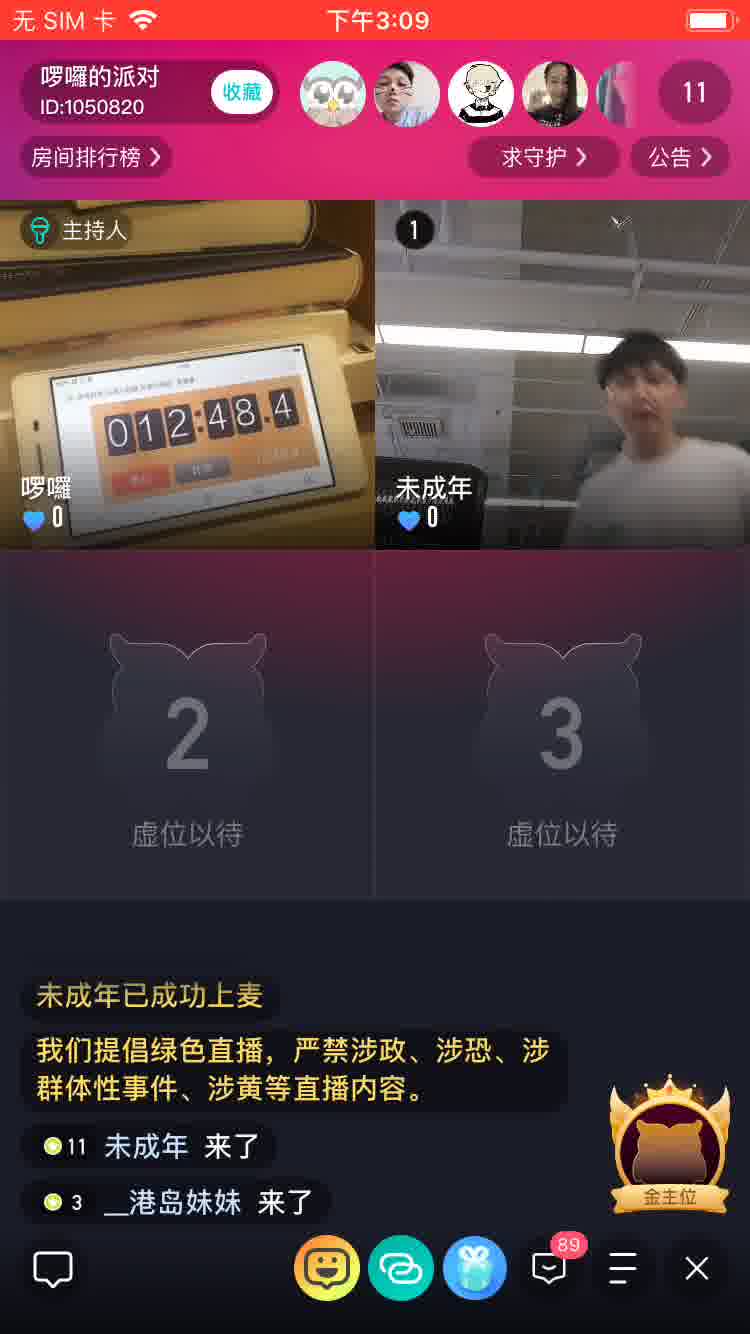 无 SIM 卡
下午3:09
啰囉的派对
ID:1050820
收藏
11
房间排行榜
求守护
公告
主持人
1
012:48.4
啰囉
0
未成年
0
2
3
虚位以待
虚位以待
未成年已成功上麦
我们提倡绿色直播，严禁涉政、涉恐、涉
群体性事件、涉黄等直播内容。
11 未成年 来了
3 __港岛妹妹 来了
金主位
89